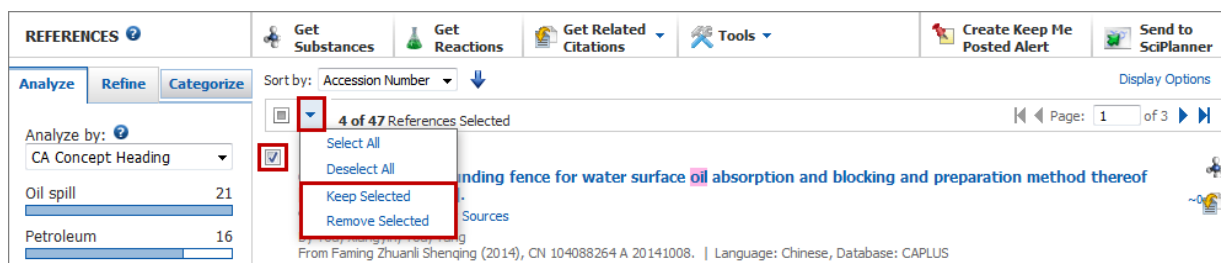 REFERENCES
Get Substances
Get Reactions
Get Related Citations
Tools
Create Keep Me Posted Alert
Send to SciPlanner
Analyze Refine Categorize
Sort by: Accession Number
Display Options
4 of 47 References Selected
Page: 1 of 3
Analyze by:
CA Concept Heading
Oil spill 21
Petroleum 16
Select All
Deselect All
Keep Selected
Remove Selected
unding fence for water surface oil absorption and blocking and preparation method thereof
Sources
From Faming Zhuanli Shenqing (2014), CN 104088264 A 20141008. | Language: Chinese, Database: CAPLUS